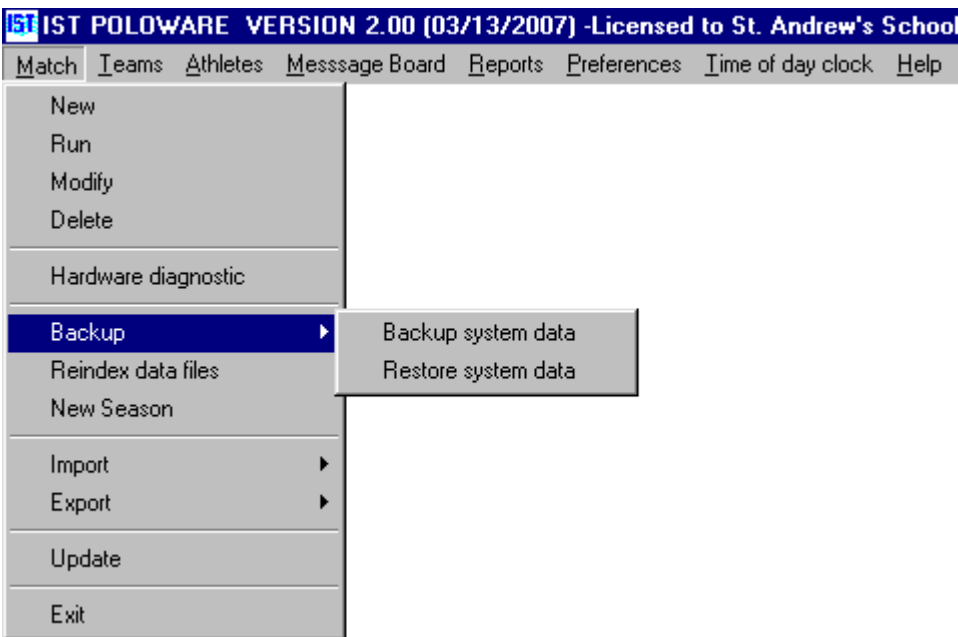 IST IST POLOWARE VERSION 2.00 (03/13/2007) -Licensed to St. Andrew's School
Match Teams Athletes Messsage Board Reports Preferences Time of day clock Help
New
Run
Modify
Delete
Hardware diagnostic
Backup
Backup system data
Reindex data files
Restore system data
New Season
Import
Export
Update
Exit